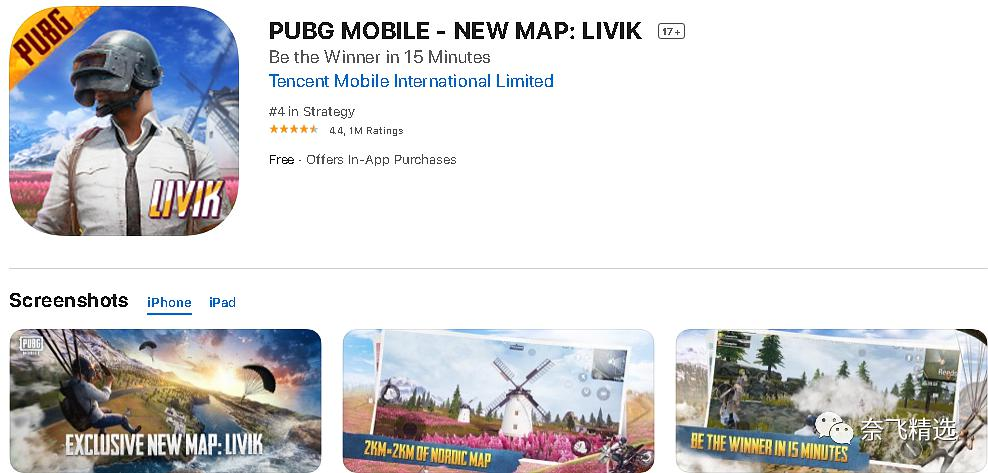 PUBG
LIVIK
PUBG MOBILE - NEW MAP: LIVIK 17+
Be the Winner in 15 Minutes
Tencent Mobile International Limited
#4 in Strategy
4.4, 1M Ratings
Free · Offers In-App Purchases
Screenshots iPhone iPad
PUBG
MOBILE
EXCLUSIVE NEW MAP: LIVIK
2KM×2KM OF NORDIC MAP
BE THE WINNER IN 15 MINUTES
奈飞精选